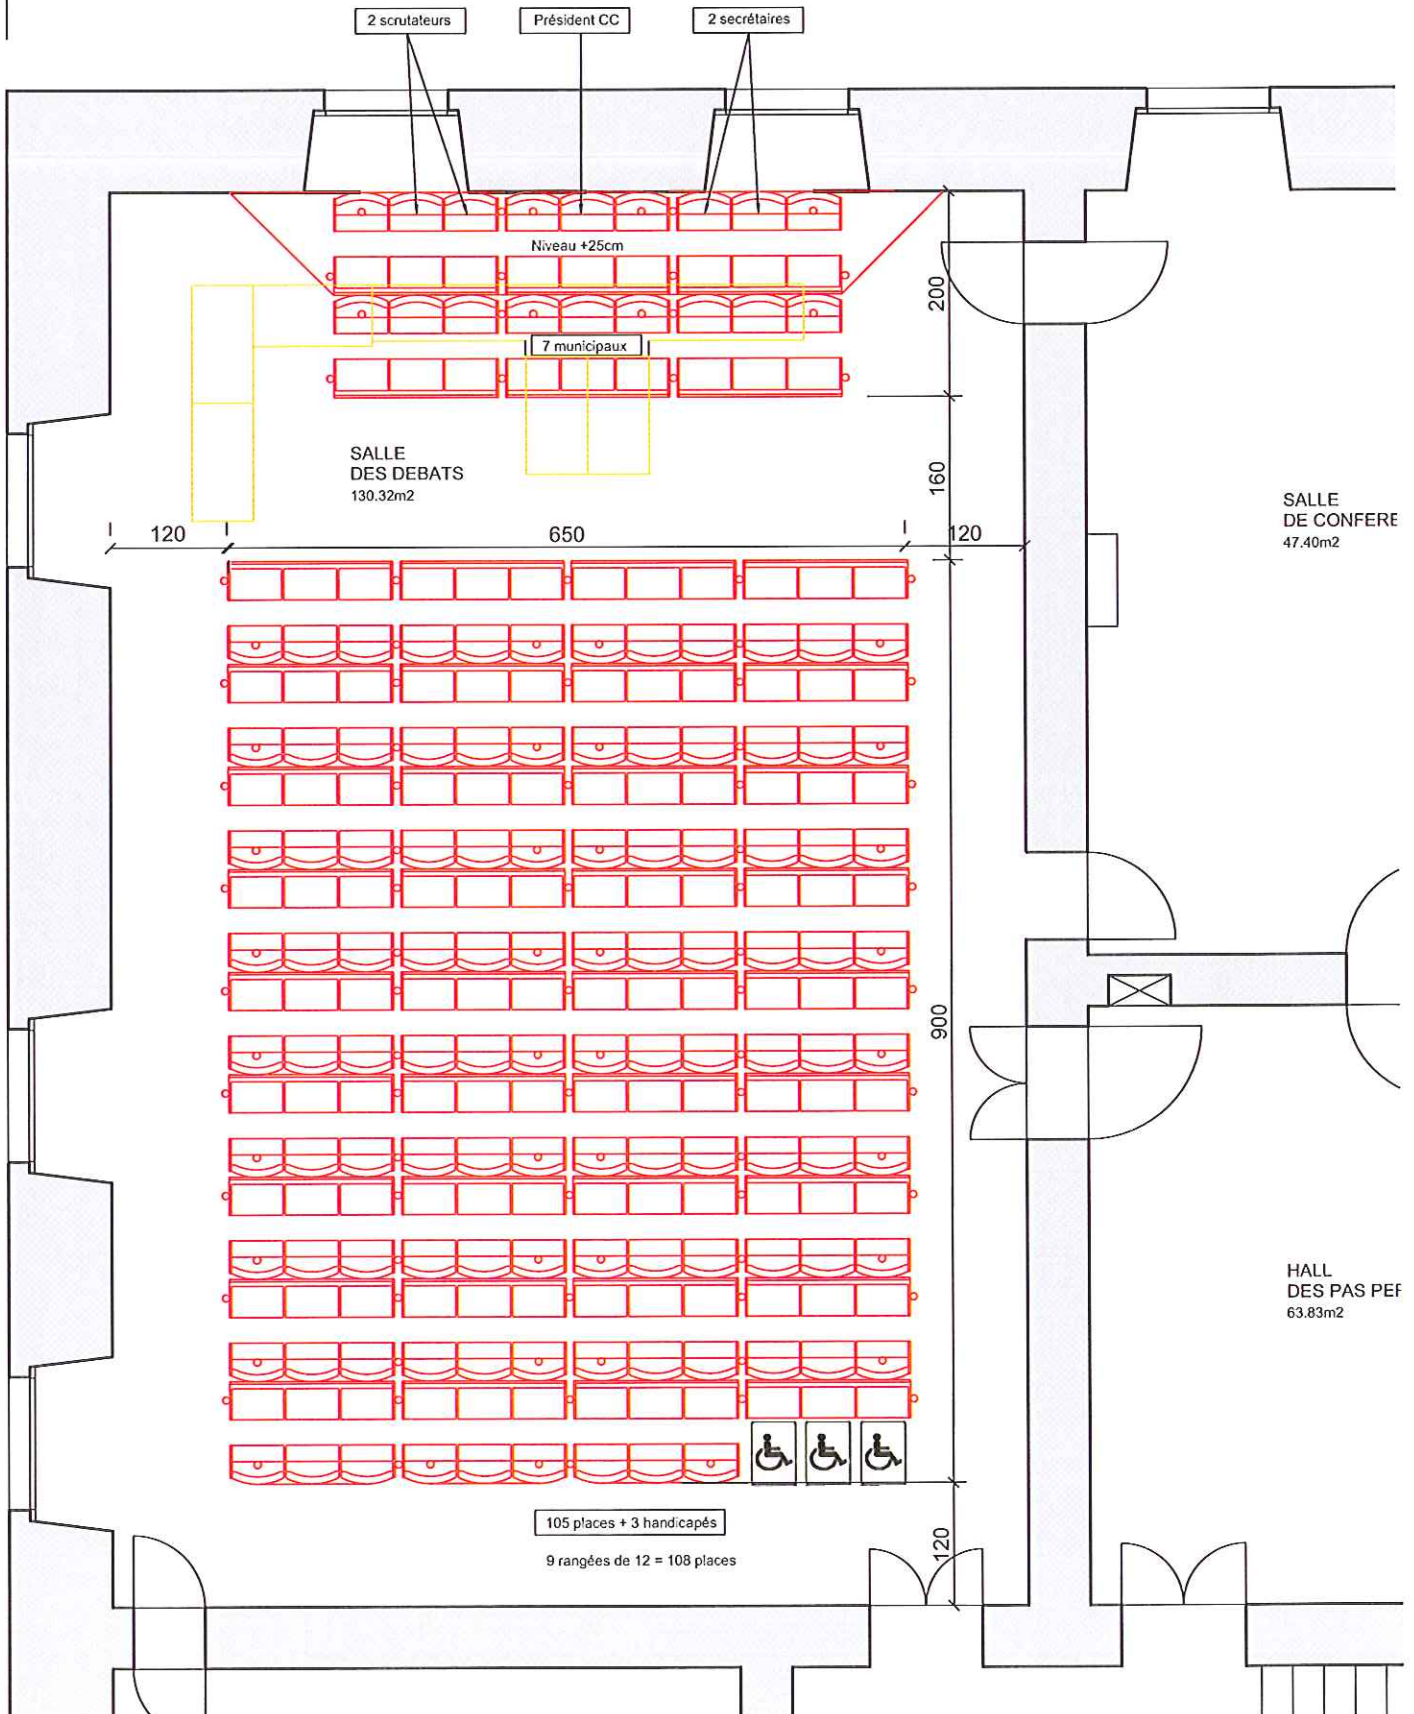 2 scrutateurs
Président CC
2 secrétaires
Niveau +25cm
200
7 municipaux
SALLE
DES DEBATS
130.32m2
160
SALLE
DE CONFERE
47.40m2
120
650
120
900
HALL
DES PAS PER
63.83m2
105 places + 3 handicapés
9 rangées de 12 = 108 places
120